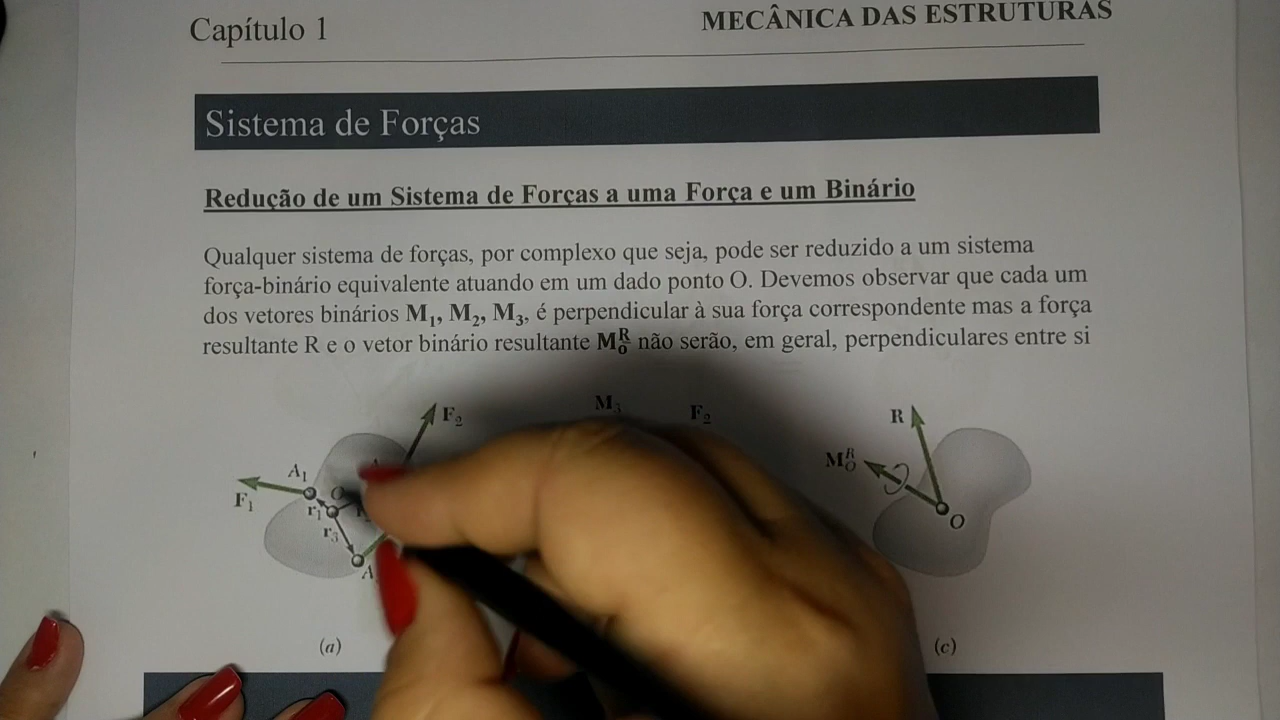 Capítulo 1
MECÂNICA DAS ESTRUTURAS
Sistema de Forças
Redução de um Sistema de Forças a uma Força e um Binário
Qualquer sistema de forças, por complexo que seja, pode ser reduzido a um sistema
força-binário equivalente atuando em um dado ponto O. Devemos observar que cada um
dos vetores binários M₁, M₂, M₃, é perpendicular à sua força correspondente mas a força
resultante R e o vetor binário resultante Mᴿₒ não serão, em geral, perpendiculares entre si
F₂
A₁
F₁
O
r₁
r₃
A
(a)
M₃
F₂
R
Mᴿₒ
O
(c)